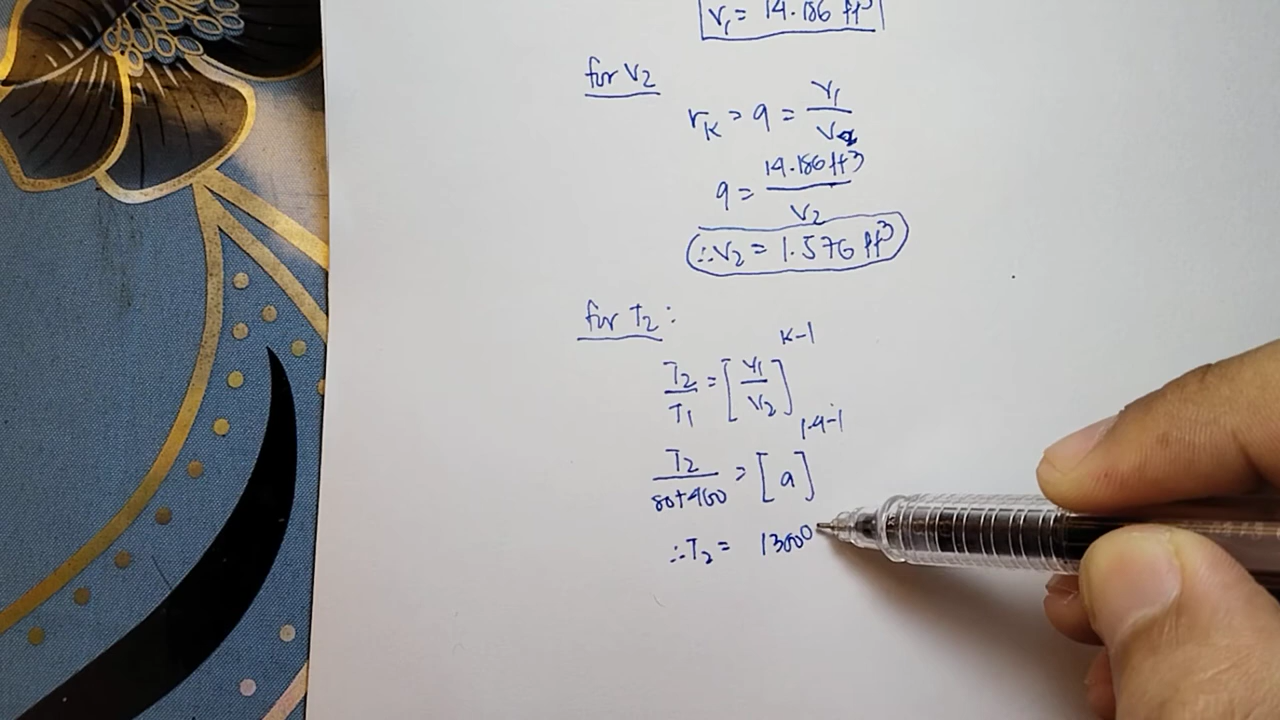 V₁ = 14.186 ft³
for V₂
rₖ = 9 = V₁/V₂
9 = 14.186 ft³/V₂
∴ V₂ = 1.576 ft³
for T₂:
T₂/T₁ = [V₁/V₂]^(k-1)
T₂/(80+460) = [9]^(1.4-1)
∴ T₂ = 1300°